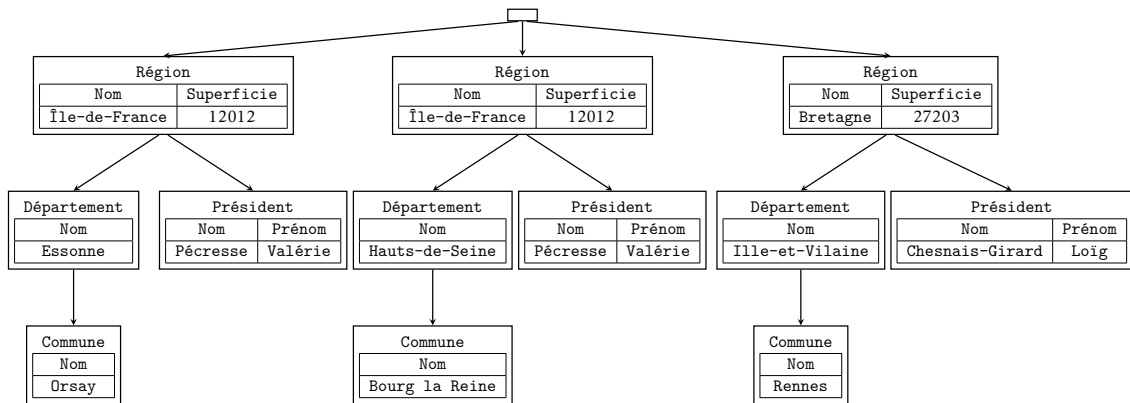 Région
Nom Superficie
Île-de-France 12012
Région
Nom Superficie
Île-de-France 12012
Région
Nom Superficie
Bretagne 27203
Département
Nom
Essonne
Président
Nom Prénom
Pécresse Valérie
Département
Nom
Hauts-de-Seine
Président
Nom Prénom
Pécresse Valérie
Département
Nom
Ille-et-Vilaine
Président
Nom Prénom
Chesnais-Girard Loïg
Commune
Nom
Orsay
Commune
Nom
Bourg la Reine
Commune
Nom
Rennes